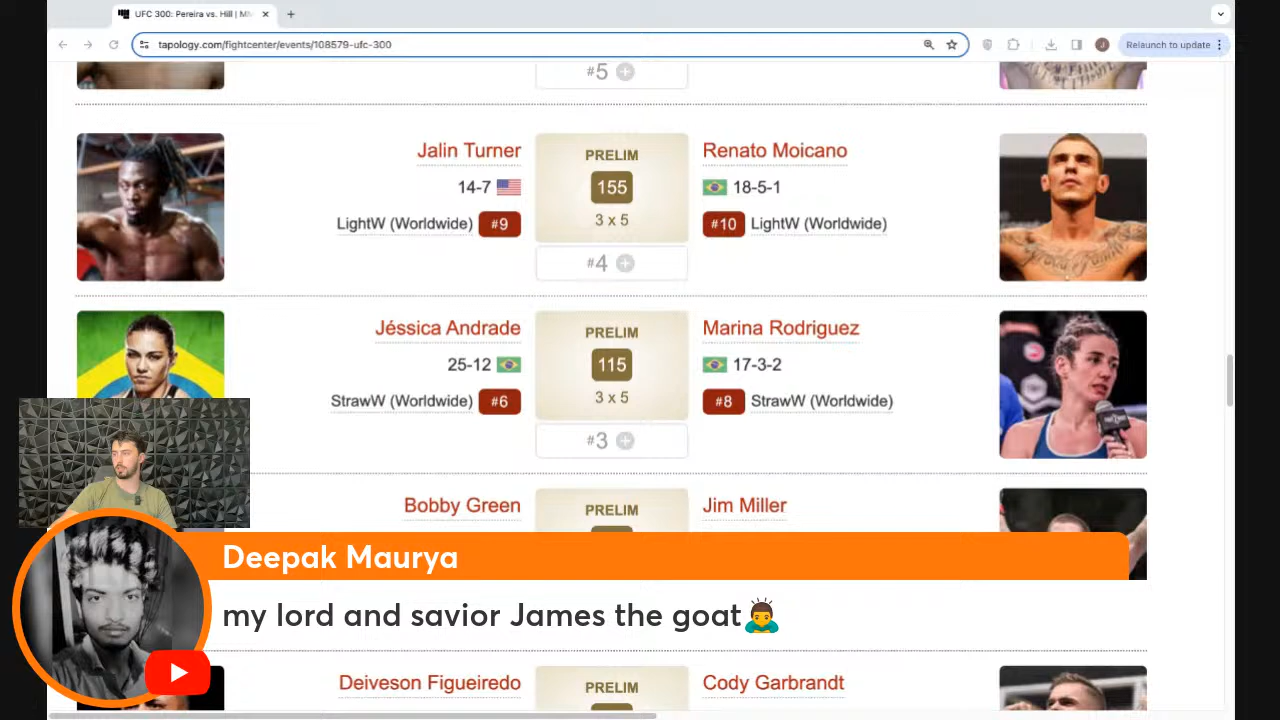 UFC 300: Pereira vs. Hill | M
tapology.com/fightcenter/events/108579-ufc-300
Relaunch to update
#5
Jalin Turner
PRELIM
Renato Moicano
14-7
155
18-5-1
LightW (Worldwide) #9
3 x 5
#10 LightW (Worldwide)
#4
Jéssica Andrade
PRELIM
Marina Rodriguez
25-12
115
17-3-2
StrawW (Worldwide) #6
3 x 5
#8 StrawW (Worldwide)
#3
Bobby Green
PRELIM
Jim Miller
Deepak Maurya
my lord and savior James the goat🙇‍♂️
Deiveson Figueiredo
PRELIM
Cody Garbrandt